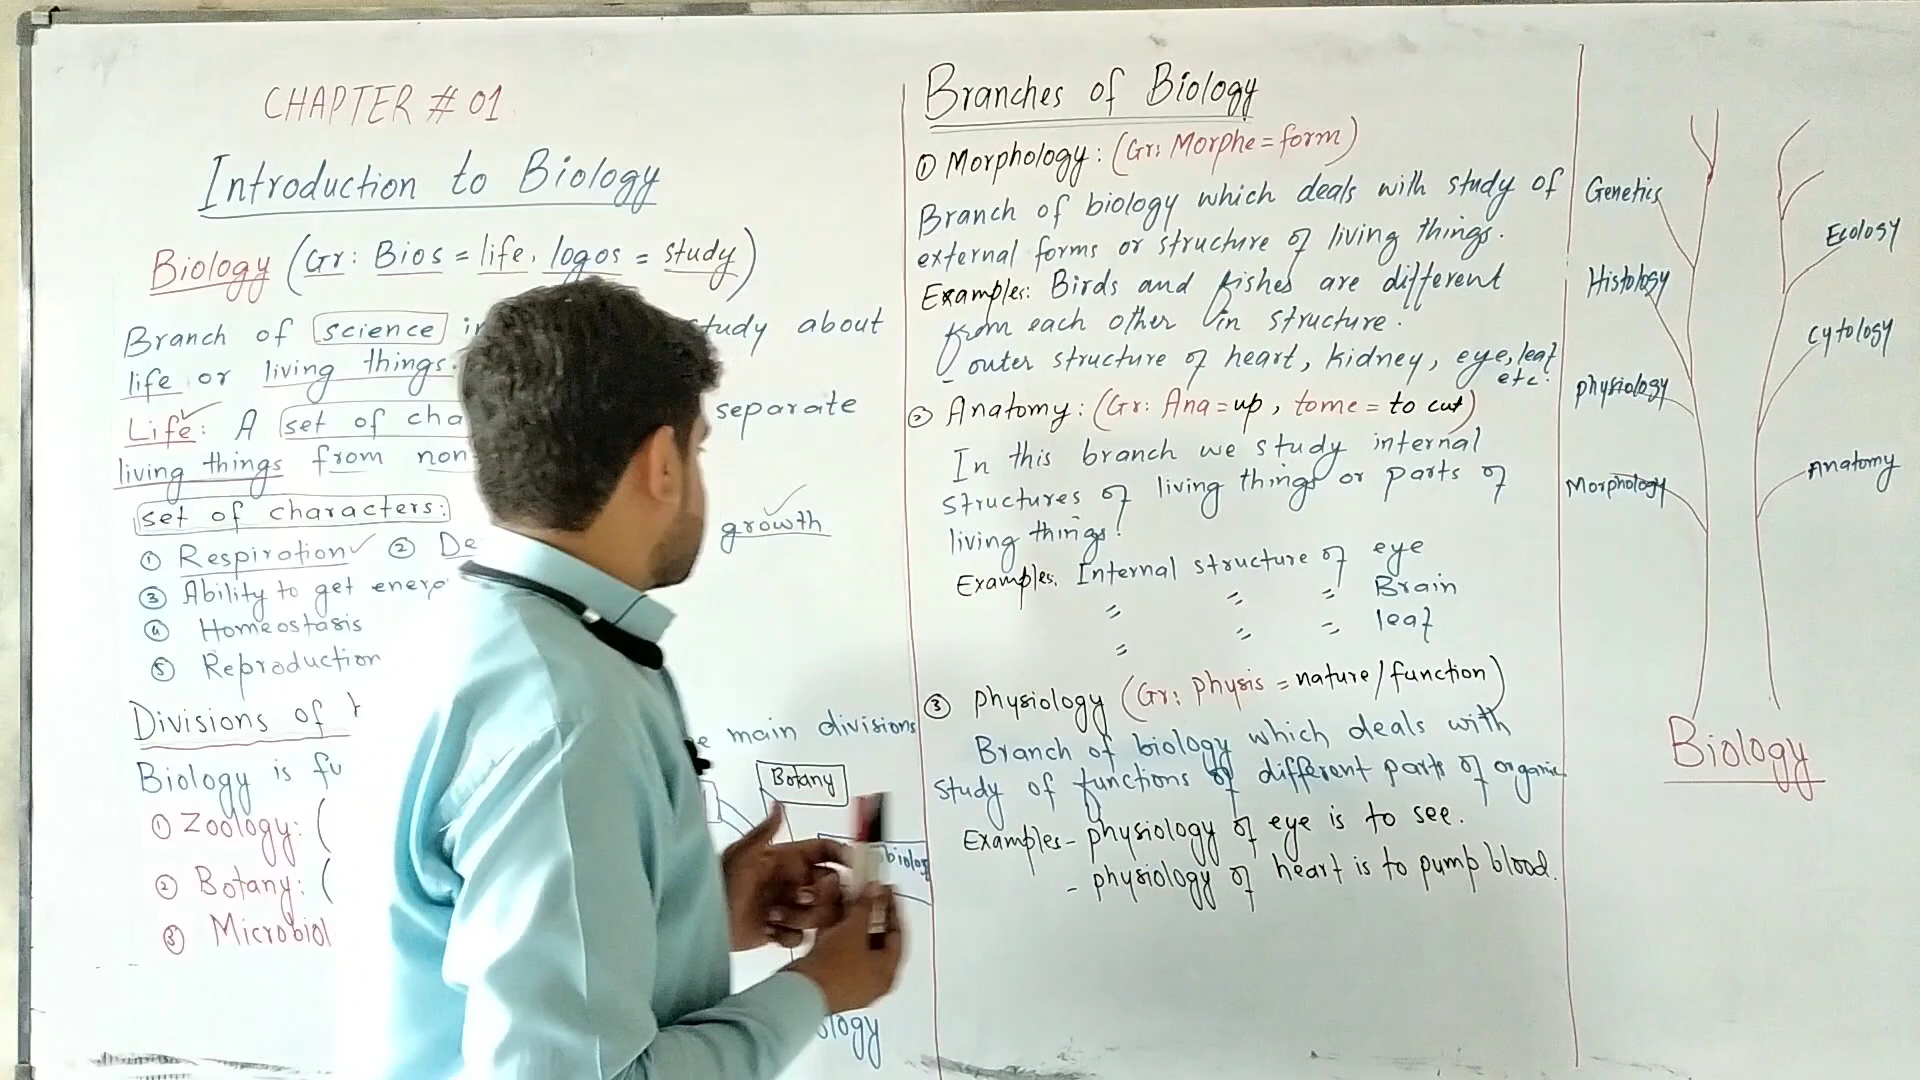 CHAPTER # 01
Introduction to Biology
Biology (Gr: Bios = life, logos = study)
Branch of science in study about
life or living things.
Life: A set of cha separate
living things from non
set of characters:
① Respiration ② De growth
③ Ability to get energ
④ Homeostasis
⑤ Reproduction
Divisions of
Biology is fu main divisions
① Zoology: (
② Botany: (
③ Microbiol
Botany
biology
ology
Branches of Biology
① Morphology: (Gr: Morphe = form)
Branch of biology which deals with study of
external forms or structure of living things.
Examples: Birds and fishes are different
from each other in structure.
- outer structure of heart, kidney, eye, leaf
etc.
② Anatomy: (Gr: Ana = up, tome = to cut)
In this branch we study internal
structures of living things or parts of
living things.
Examples. Internal structure of eye
〃 〃 〃 Brain
〃 〃 〃 leaf
③ Physiology (Gr: physis = nature/function)
Branch of biology which deals with
study of functions of different parts of organism
Examples - physiology of eye is to see.
- physiology of heart is to pump blood.
Genetics
Histology
physiology
Morphology
Ecology
cytology
Anatomy
Biology